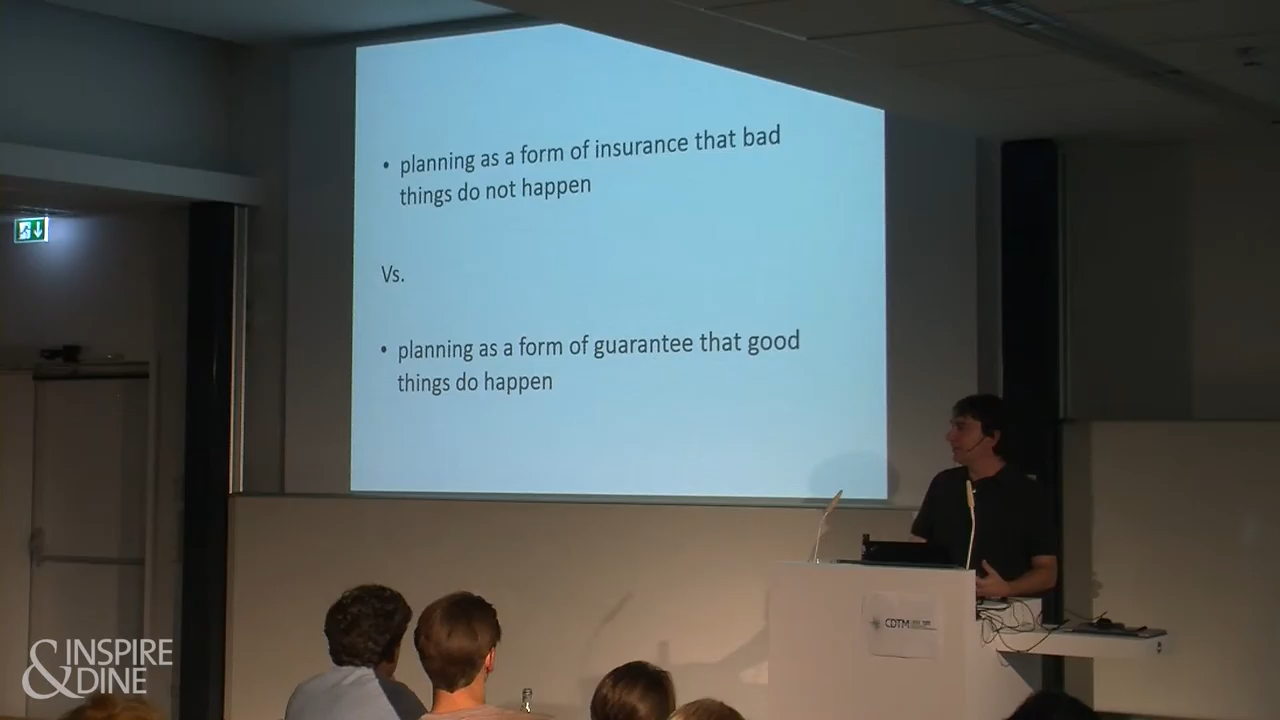 • planning as a form of insurance that bad
things do not happen
Vs.
• planning as a form of guarantee that good
things do happen
CDTM
INSPIRE
& DINE